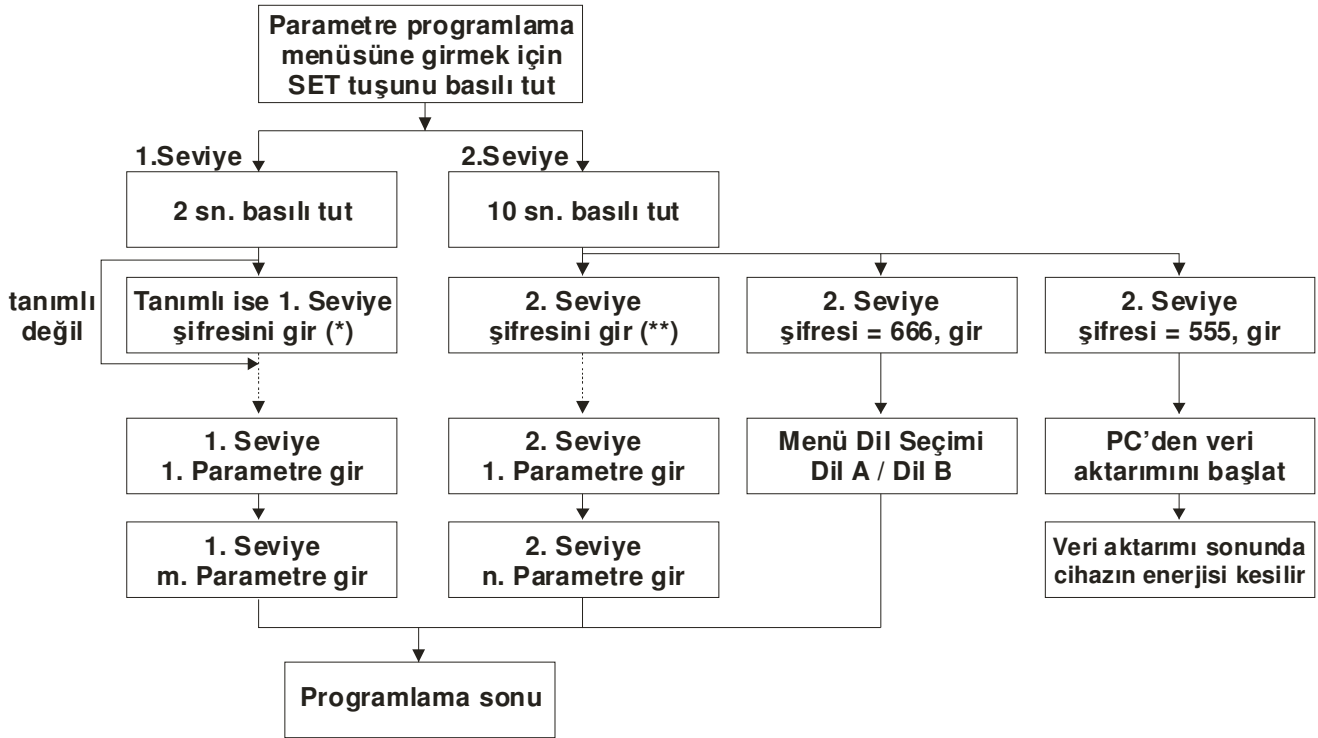 Parametre programlama
menüsüne girmek için
SET tuşunu basılı tut
1.Seviye
2.Seviye
2 sn. basılı tut
10 sn. basılı tut
tanımlı
değil
Tanımlı ise 1. Seviye
şifresini gir (*)
2. Seviye
şifresini gir (**)
2. Seviye
şifresi = 666, gir
2. Seviye
şifresi = 555, gir
1. Seviye
1. Parametre gir
2. Seviye
1. Parametre gir
Menü Dil Seçimi
Dil A / Dil B
PC’den veri
aktarımını başlat
1. Seviye
m. Parametre gir
2. Seviye
n. Parametre gir
Veri aktarımı sonunda
cihazın enerjisi kesilir
Programlama sonu